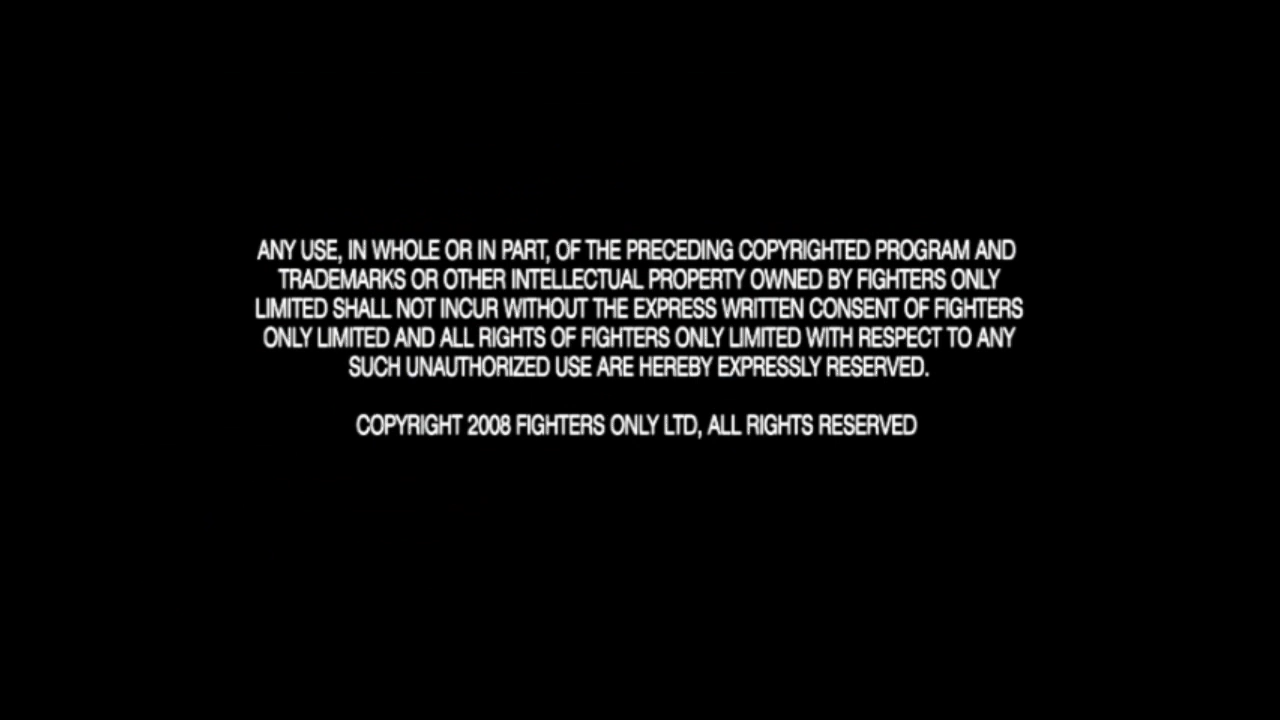 ANY USE, IN WHOLE OR IN PART, OF THE PRECEDING COPYRIGHTED PROGRAM AND
TRADEMARKS OR OTHER INTELLECTUAL PROPERTY OWNED BY FIGHTERS ONLY
LIMITED SHALL NOT INCUR WITHOUT THE EXPRESS WRITTEN CONSENT OF FIGHTERS
ONLY LIMITED AND ALL RIGHTS OF FIGHTERS ONLY LIMITED WITH RESPECT TO ANY
SUCH UNAUTHORIZED USE ARE HEREBY EXPRESSLY RESERVED.
COPYRIGHT 2008 FIGHTERS ONLY LTD, ALL RIGHTS RESERVED